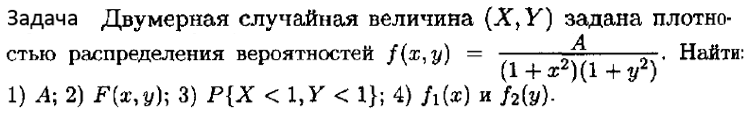 Задача Двумерная случайная величина (X, Y) задана плотно-
стью распределения вероятностей f(x, y) = A / ((1 + x²)(1 + y²)). Найти:
1) A; 2) F(x, y); 3) P{X < 1, Y < 1}; 4) f₁(x) и f₂(y).